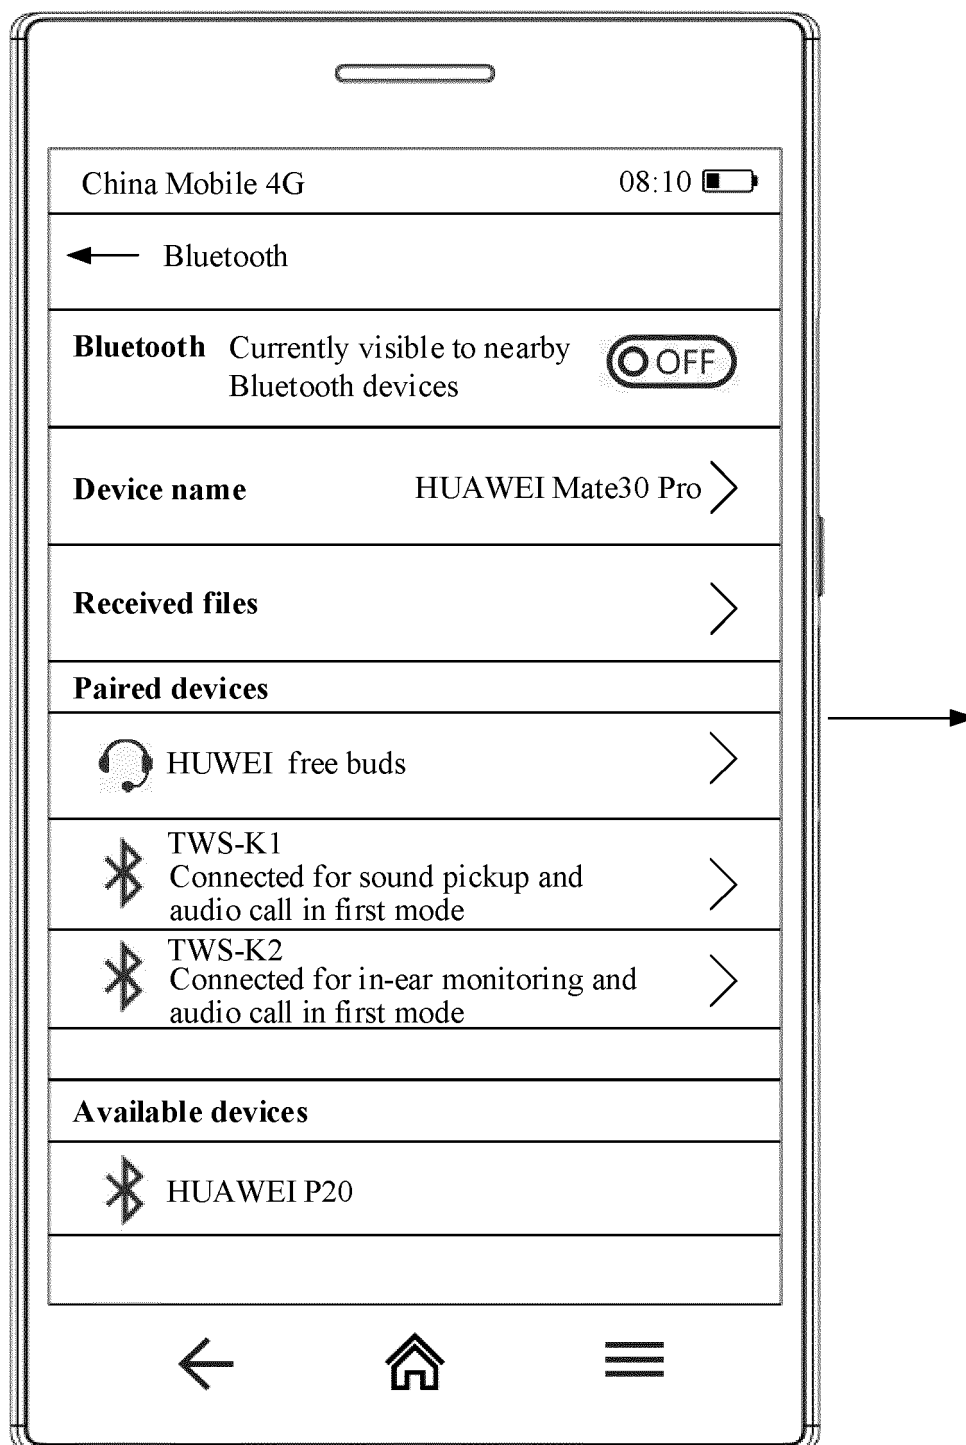 China Mobile 4G 08:10
Bluetooth
Bluetooth Currently visible to nearby
Bluetooth devices
OFF
Device name HUAWEI Mate30 Pro
Received files
Paired devices
HUWEI free buds
TWS-K1
Connected for sound pickup and
audio call in first mode
TWS-K2
Connected for in-ear monitoring and
audio call in first mode
Available devices
HUAWEI P20